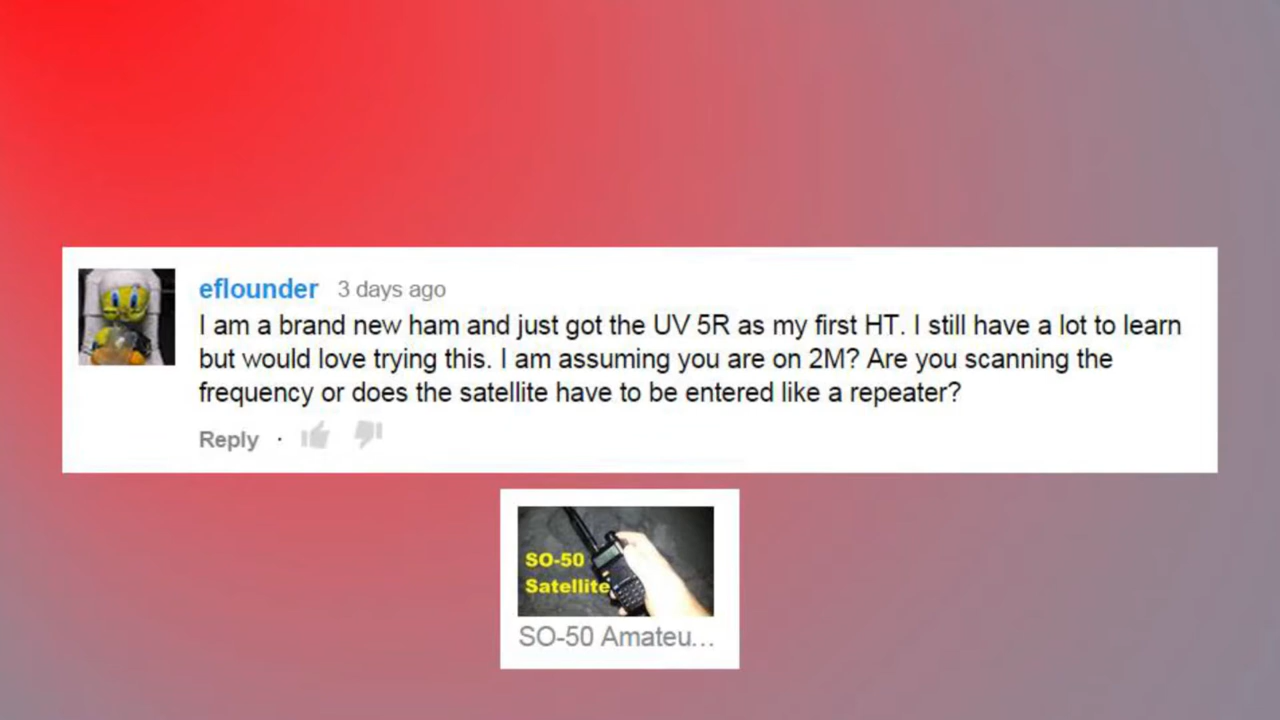 eflounder 3 days ago
I am a brand new ham and just got the UV 5R as my first HT. I still have a lot to learn
but would love trying this. I am assuming you are on 2M? Are you scanning the
frequency or does the satellite have to be entered like a repeater?
Reply ·
SO-50
Satellite
SO-50 Amateu...